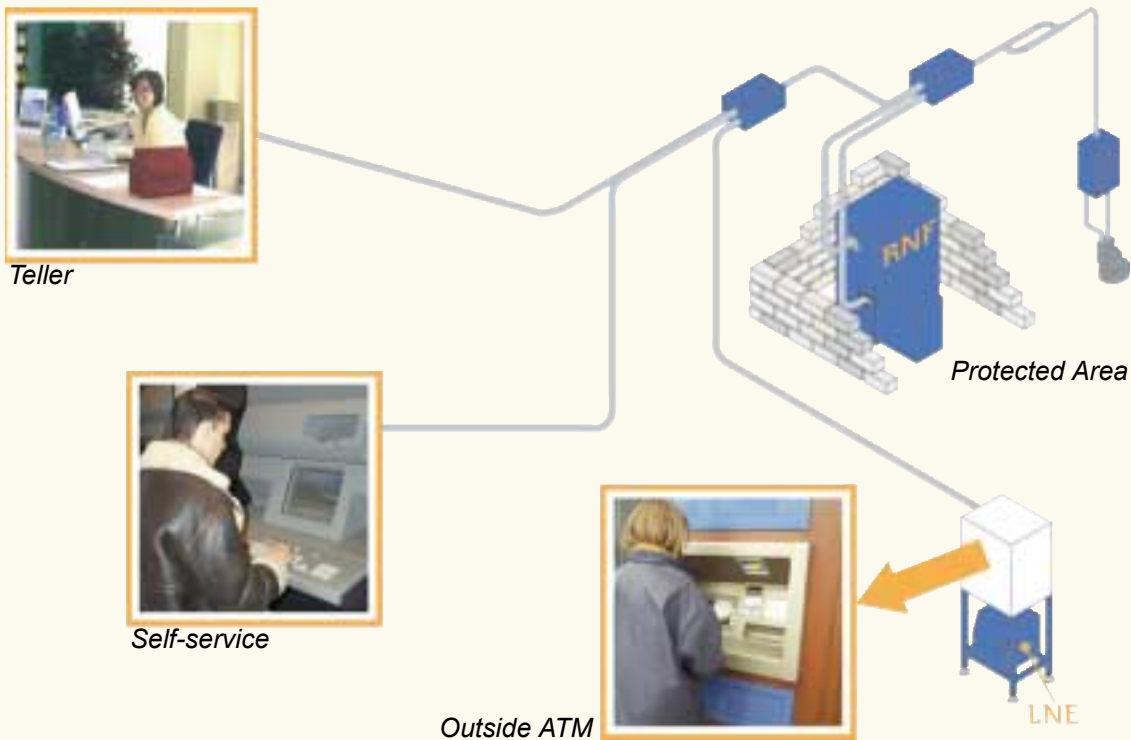 Teller
RNF
Protected Area
Self-service
Outside ATM
LNE